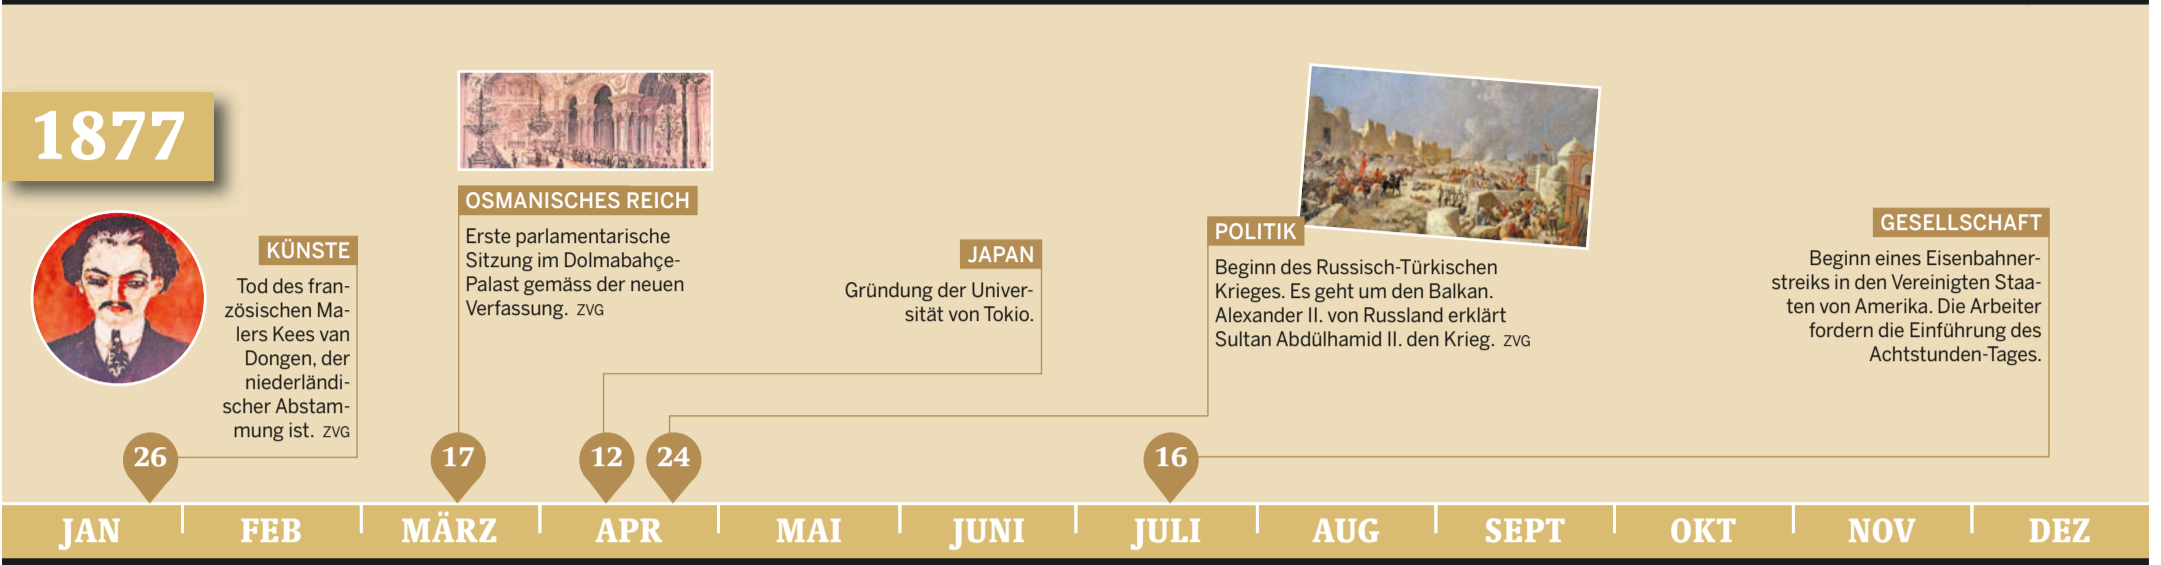 1877
KÜNSTE
Tod des fran-
zösischen Ma-
lers Kees van
Dongen, der
niederländi-
scher Abstam-
mung ist. ZVG
26
OSMANISCHES REICH
Erste parlamentarische
Sitzung im Dolmabahçe-
Palast gemäss der neuen
Verfassung. ZVG
17
JAPAN
Gründung der Univer-
sität von Tokio.
12
POLITIK
Beginn des Russisch-Türkischen
Krieges. Es geht um den Balkan.
Alexander II. von Russland erklärt
Sultan Abdülhamid II. den Krieg. ZVG
24
GESELLSCHAFT
Beginn eines Eisenbahner-
streiks in den Vereinigten Staa-
ten von Amerika. Die Arbeiter
fordern die Einführung des
Achtstunden-Tages.
16
JAN FEB MÄRZ APR MAI JUNI JULI AUG SEPT OKT NOV DEZ